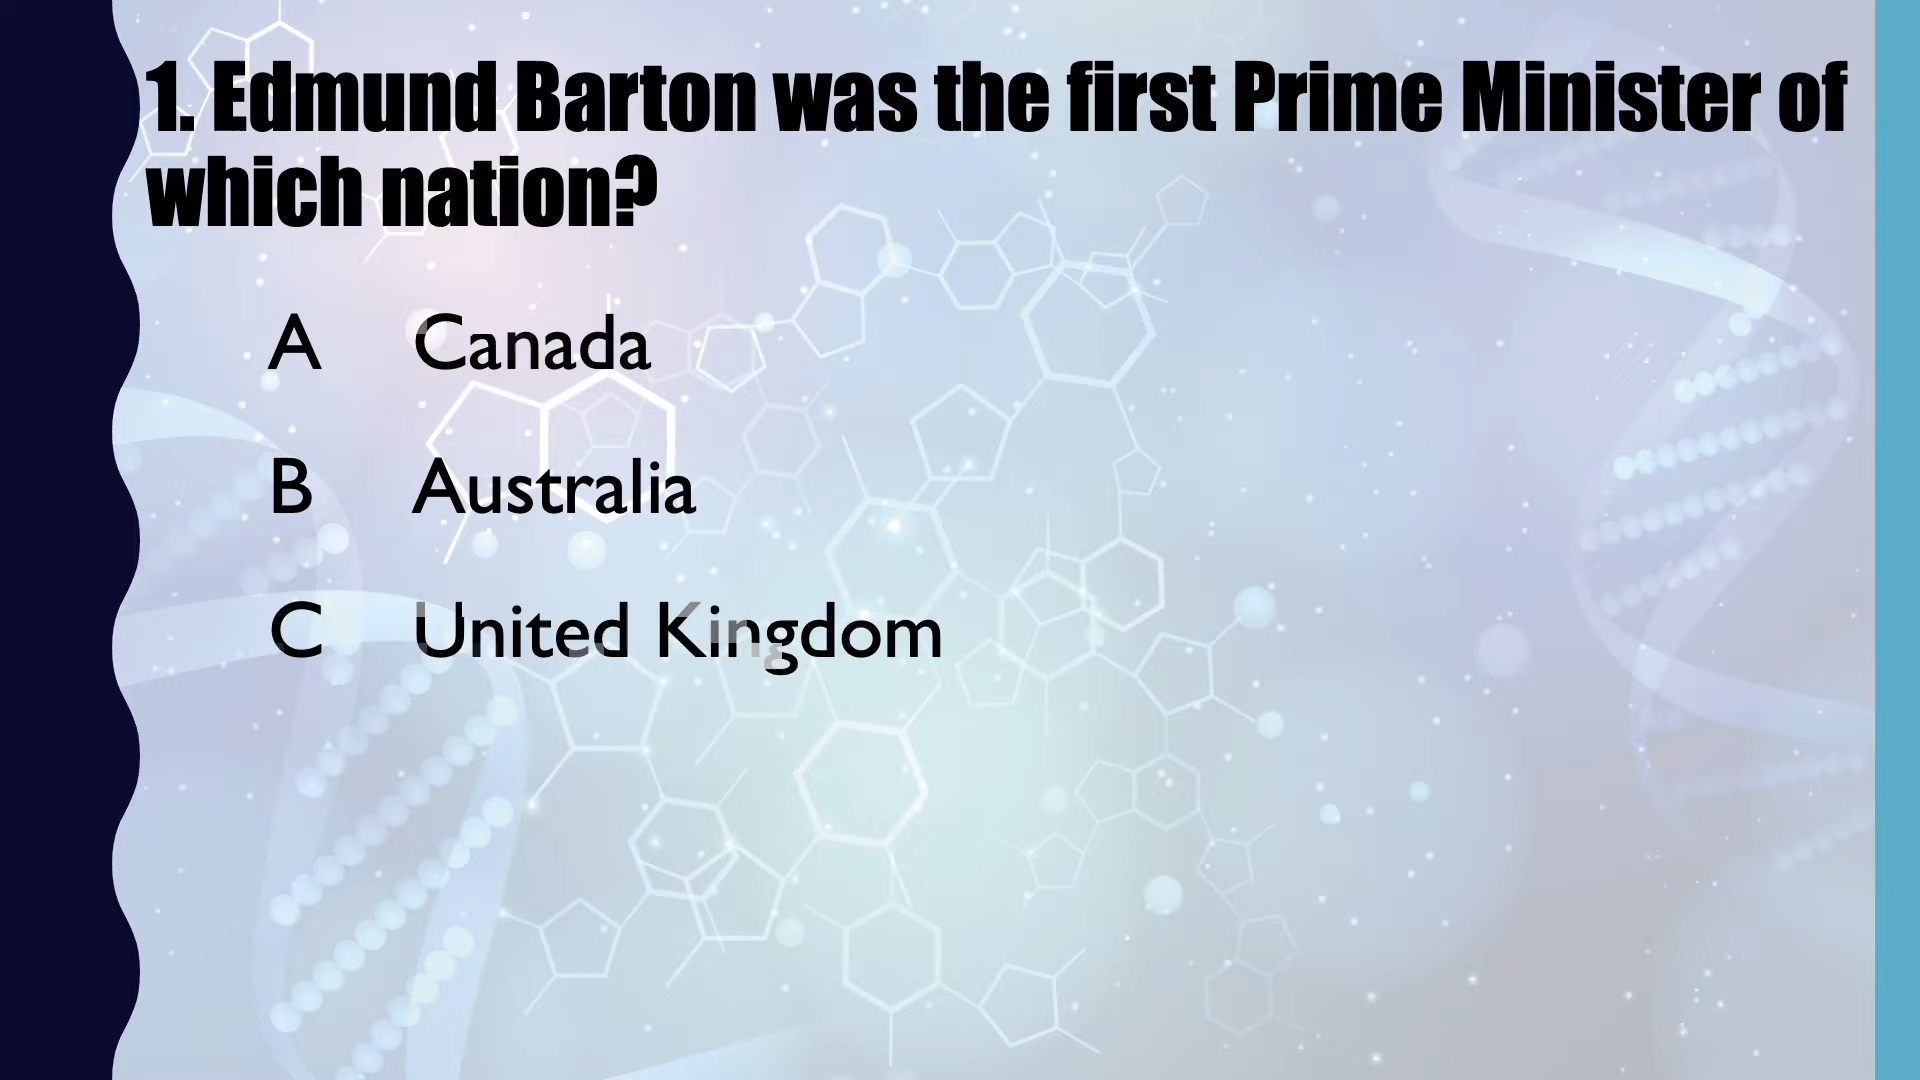 1. Edmund Barton was the first Prime Minister of
which nation?
A Canada
B Australia
C United Kingdom